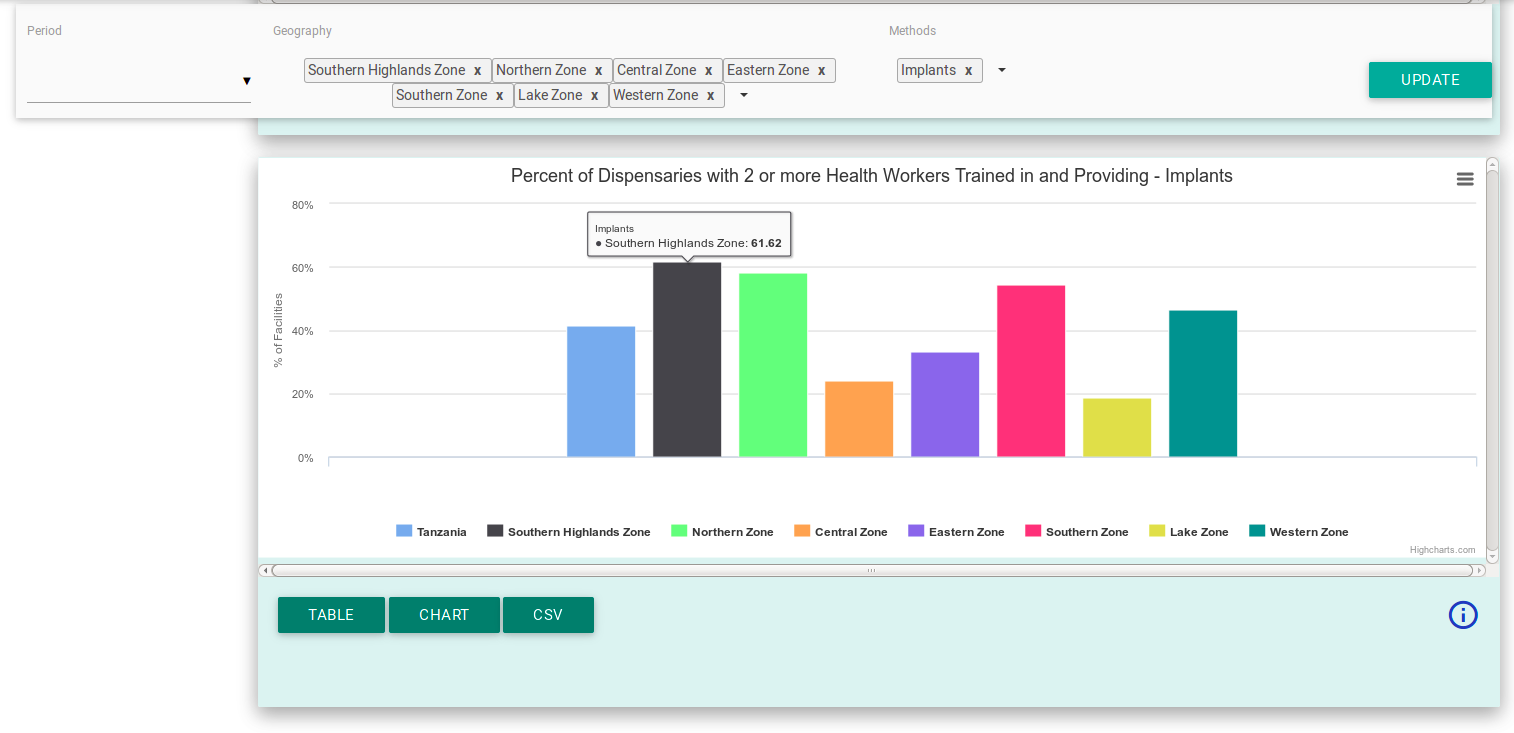 Period
Geography
Methods
▼
Southern Highlands Zone x Northern Zone x Central Zone x Eastern Zone x
Southern Zone x Lake Zone x Western Zone x
Implants x
UPDATE
Percent of Dispensaries with 2 or more Health Workers Trained in and Providing - Implants
% of Facilities
80%
60%
40%
20%
0%
Implants
● Southern Highlands Zone: 61.62
Tanzania Southern Highlands Zone Northern Zone Central Zone Eastern Zone Southern Zone Lake Zone Western Zone
Highcharts.com
TABLE CHART CSV
i